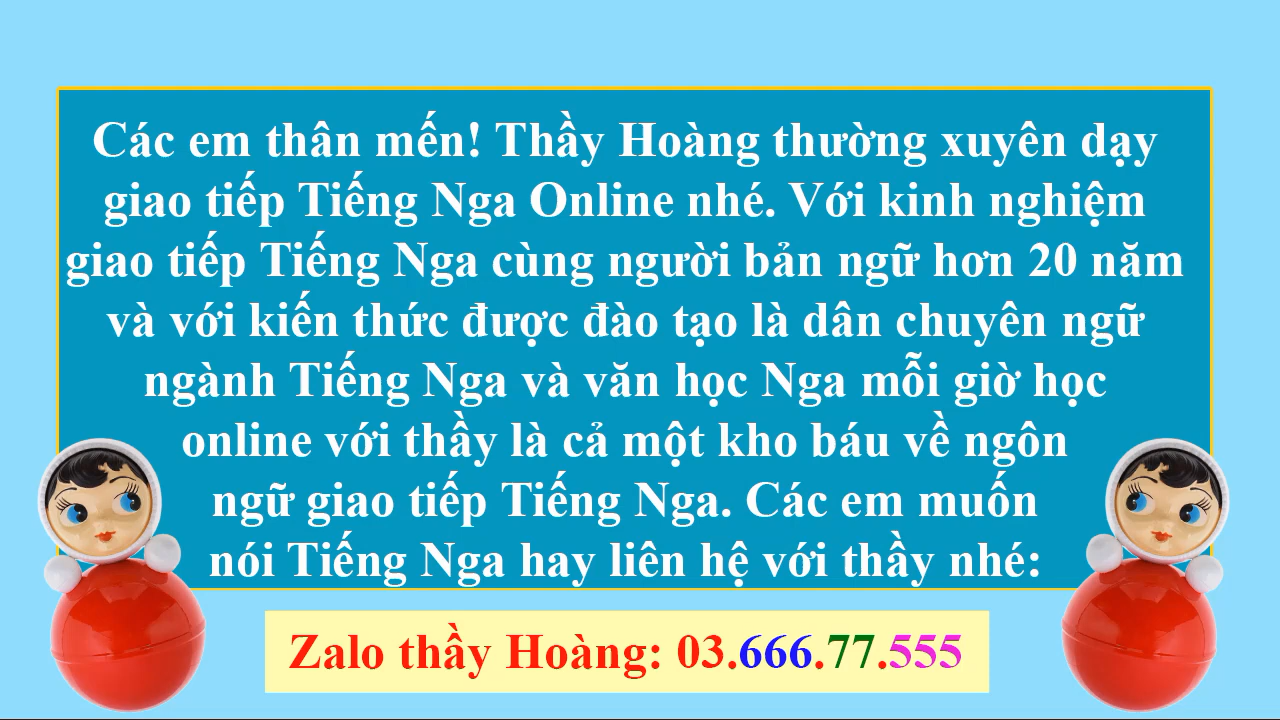 Các em thân mến! Thầy Hoàng thường xuyên dạy
giao tiếp Tiếng Nga Online nhé. Với kinh nghiệm
giao tiếp Tiếng Nga cùng người bản ngữ hơn 20 năm
và với kiến thức được đào tạo là dân chuyên ngữ
ngành Tiếng Nga và văn học Nga mỗi giờ học
online với thầy là cả một kho báu về ngôn
ngữ giao tiếp Tiếng Nga. Các em muốn
nói Tiếng Nga hay liên hệ với thầy nhé:
Zalo thầy Hoàng: 03.666.77.555